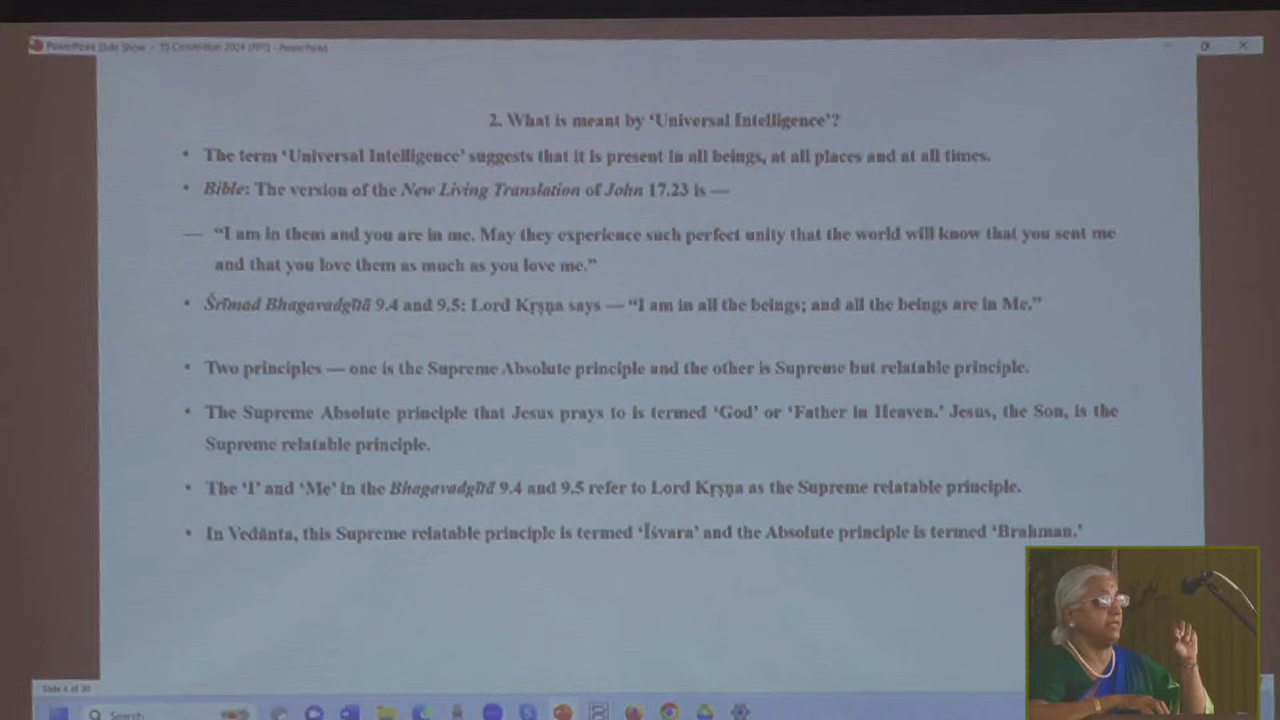 PowerPoint Slide Show - TS Convention 2024 [PPT] - PowerPoint
2. What is meant by ‘Universal Intelligence’?
• The term ‘Universal Intelligence’ suggests that it is present in all beings, at all places and at all times.
• Bible: The version of the New Living Translation of John 17.23 is —
— “I am in them and you are in me. May they experience such perfect unity that the world will know that you sent me
and that you love them as much as you love me.”
• Śrīmad Bhagavadgītā 9.4 and 9.5: Lord Kṛṣṇa says — “I am in all the beings; and all the beings are in Me.”
• Two principles — one is the Supreme Absolute principle and the other is Supreme but relatable principle.
• The Supreme Absolute principle that Jesus prays to is termed ‘God’ or ‘Father in Heaven.’ Jesus, the Son, is the
Supreme relatable principle.
• The ‘I’ and ‘Me’ in the Bhagavadgītā 9.4 and 9.5 refer to Lord Kṛṣṇa as the Supreme relatable principle.
• In Vedānta, this Supreme relatable principle is termed ‘Īśvara’ and the Absolute principle is termed ‘Brahman.’
Slide 4 of 30
Search